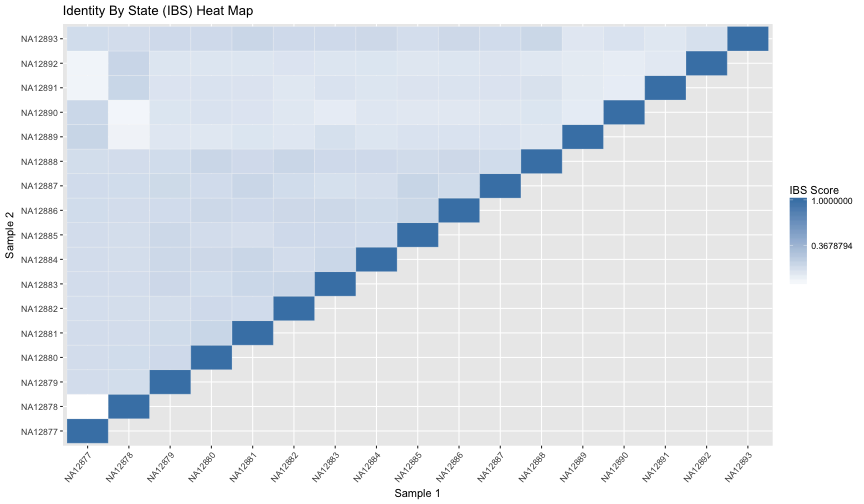 Identity By State (IBS) Heat Map
NA12893
NA12892
NA12891
NA12890
NA12889
NA12888
NA12887
NA12886
NA12885
NA12884
NA12883
NA12882
NA12881
NA12880
NA12879
NA12878
NA12877
Sample 2
NA12877
NA12878
NA12879
NA12880
NA12881
NA12882
NA12883
NA12884
NA12885
NA12886
NA12887
NA12888
NA12889
NA12890
NA12891
NA12892
NA12893
Sample 1
IBS Score
1.0000000
0.3678794